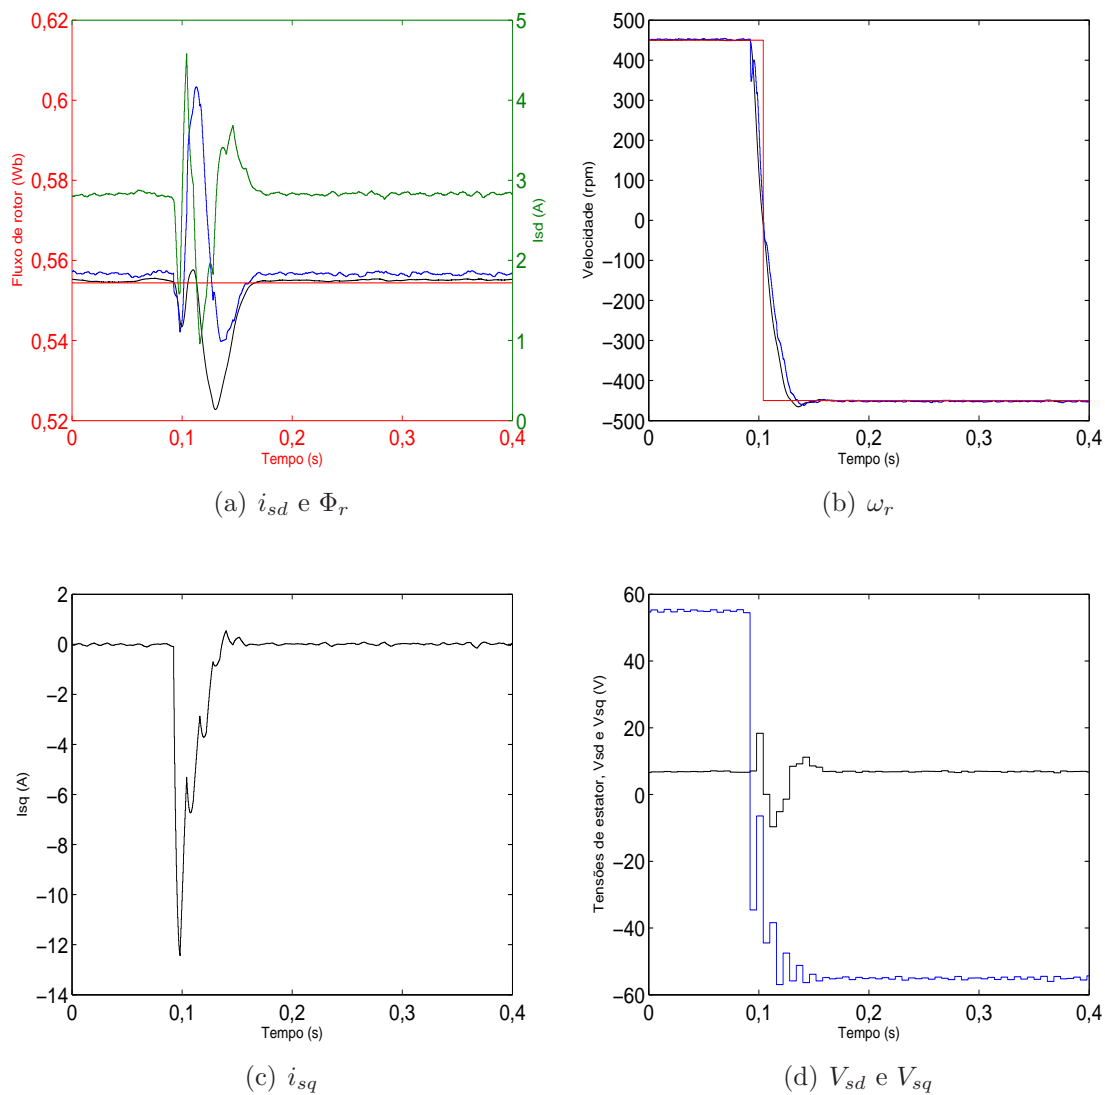 0,62
0,6
0,58
0,56
0,54
0,52
Fluxo de rotor (Wb)
5
4
3
2
1
0
Isd (A)
0 0,1 0,2 0,3 0,4
Tempo (s)
(a) isd e Φr
500
400
300
200
100
0
−100
−200
−300
−400
−500
Velocidade (rpm)
0 0,1 0,2 0,3 0,4
Tempo (s)
(b) ωr
2
0
−2
−4
−6
−8
−10
−12
−14
Isq (A)
0 0,1 0,2 0,3 0,4
Tempo (s)
(c) isq
60
40
20
0
−20
−40
−60
Tensões de estator, Vsd e Vsq (V)
0 0,1 0,2 0,3 0,4
Tempo (s)
(d) Vsd e Vsq